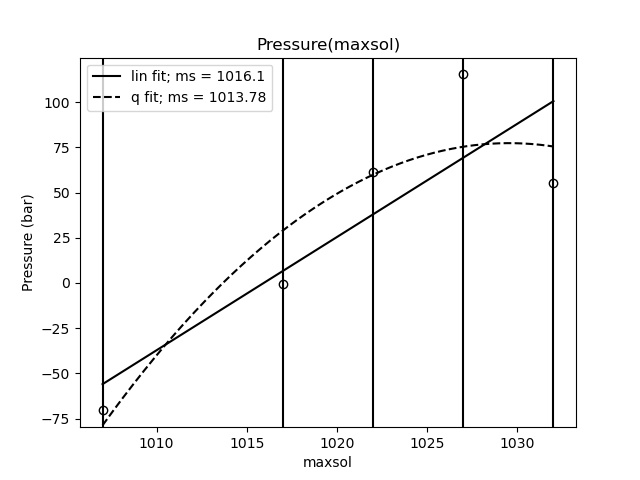 Pressure(maxsol)
lin fit; ms = 1016.1
q fit; ms = 1013.78
Pressure (bar)
100
75
50
25
0
−25
−50
−75
1010
1015
1020
1025
1030
maxsol